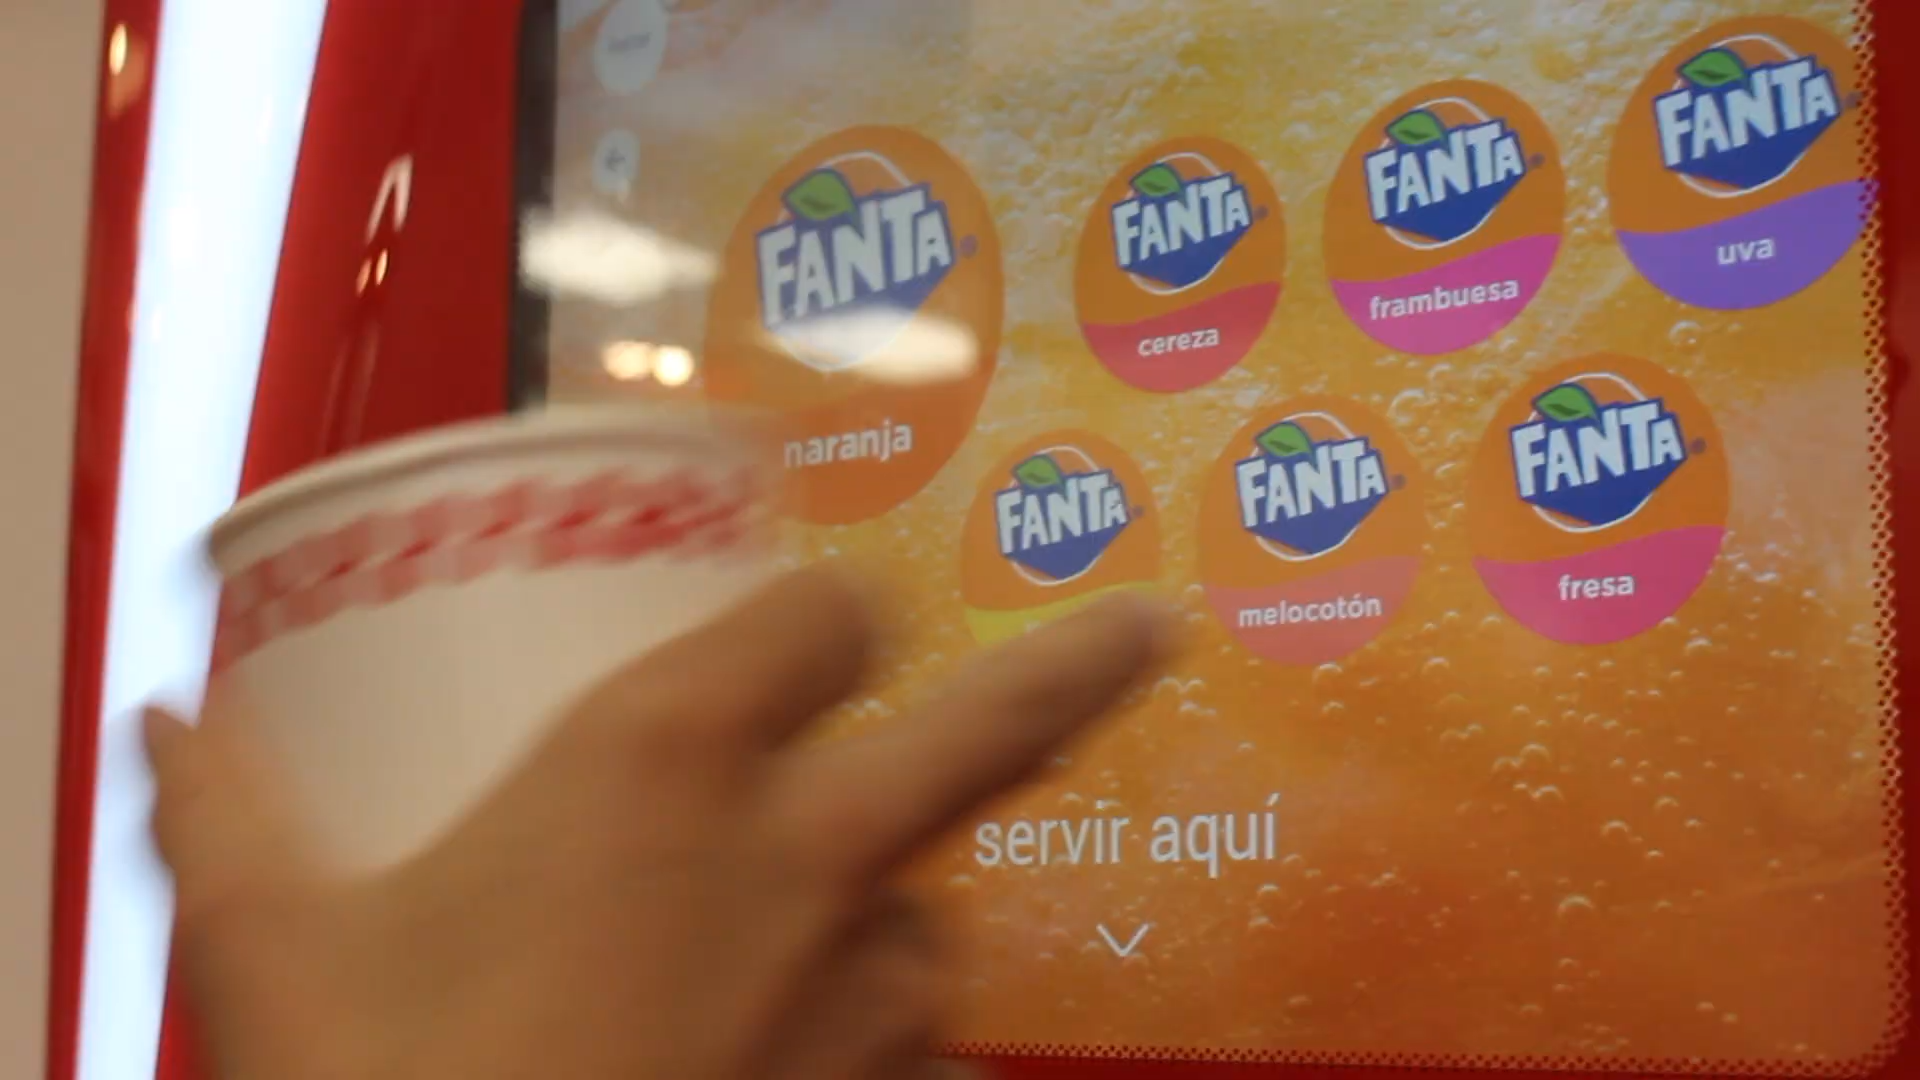 FANTA
naranja
FANTA
cereza
FANTA
frambuesa
FANTA
uva
FANTA
FANTA
melocotón
FANTA
fresa
servir aquí